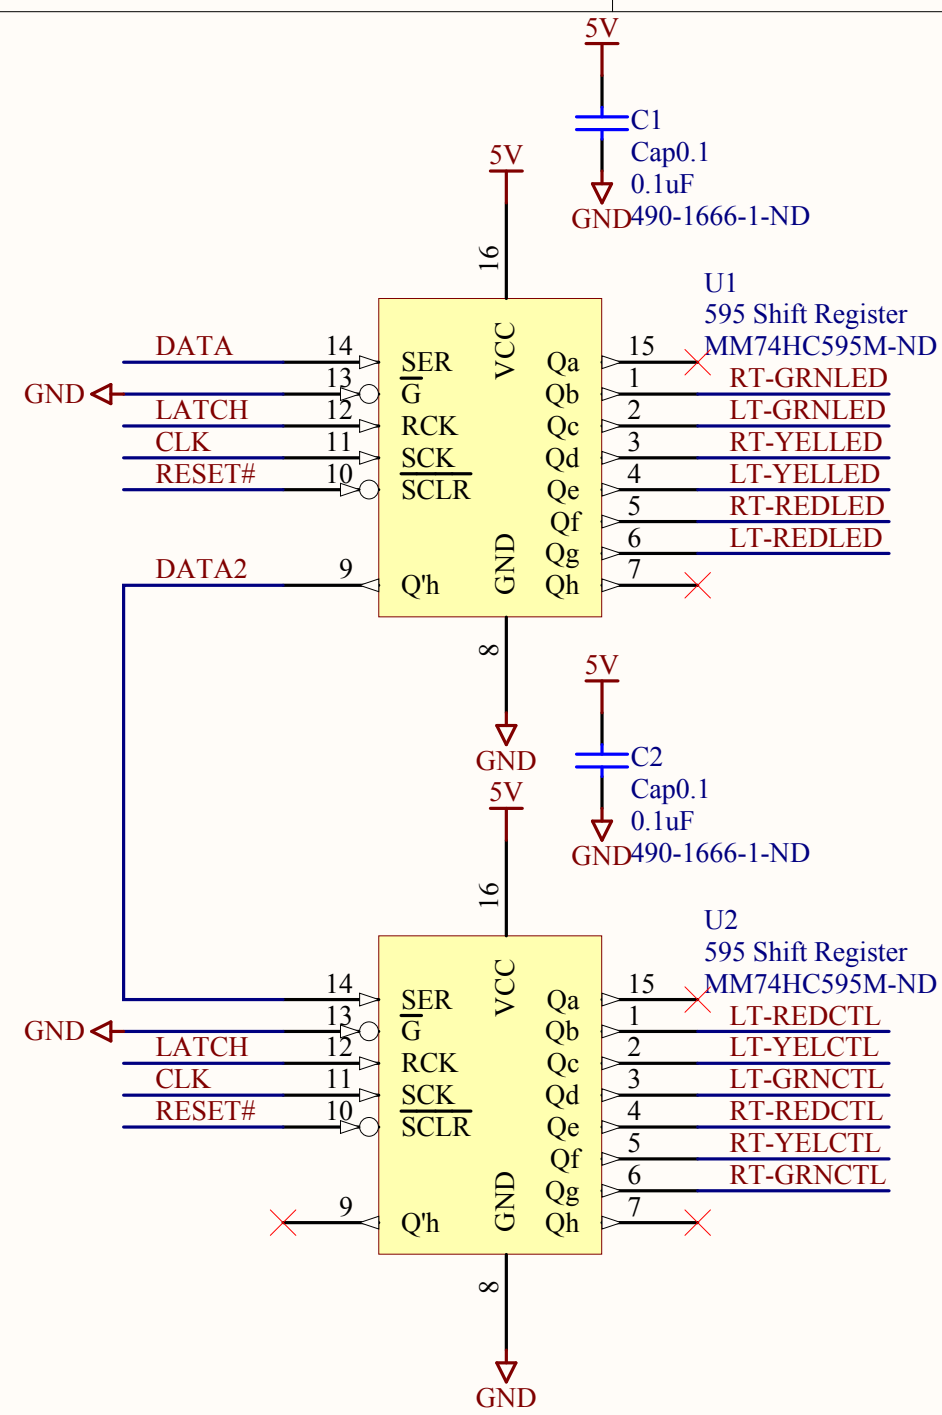 5V
C1
Cap0.1
0.1uF
GND 490-1666-1-ND
5V
16
U1
595 Shift Register
MM74HC595M-ND
VCC
DATA 14 SER Qa 15
GND 13 G Qb 1 RT-GRNLED
LATCH 12 RCK Qc 2 LT-GRNLED
CLK 11 SCK Qd 3 RT-YELLED
RESET# 10 SCLR Qe 4 LT-YELLED
Qf 5 RT-REDLED
Qg 6 LT-REDLED
DATA2 9 Q'h GND Qh 7
8
GND
5V
C2
Cap0.1
0.1uF
GND 490-1666-1-ND
5V
16
U2
595 Shift Register
MM74HC595M-ND
VCC
14 SER Qa 15
GND 13 G Qb 1 LT-REDCTL
LATCH 12 RCK Qc 2 LT-YELCTL
CLK 11 SCK Qd 3 LT-GRNCTL
RESET# 10 SCLR Qe 4 RT-REDCTL
Qf 5 RT-YELCTL
Qg 6 RT-GRNCTL
9 Q'h GND Qh 7
8
GND